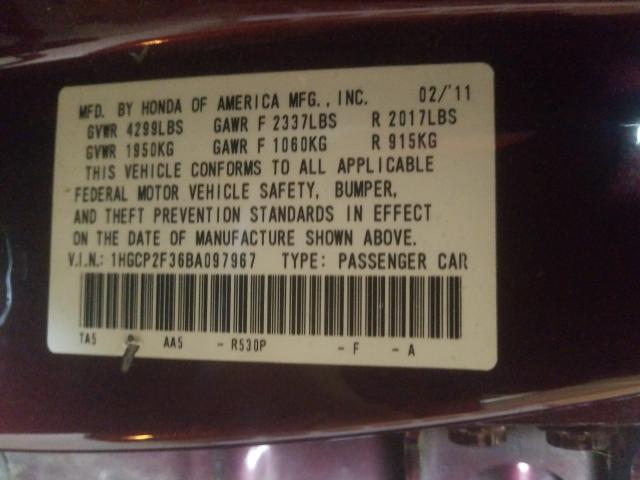 MFD. BY HONDA OF AMERICA MFG., INC. 02/'11
GVWR 4299LBS GAWR F 2337LBS R 2017LBS
GVWR 1950KG GAWR F 1060KG R 915KG
THIS VEHICLE CONFORMS TO ALL APPLICABLE
FEDERAL MOTOR VEHICLE SAFETY, BUMPER,
AND THEFT PREVENTION STANDARDS IN EFFECT
ON THE DATE OF MANUFACTURE SHOWN ABOVE.
V.I.N.: 1HGCP2F36BA097967 TYPE: PASSENGER CAR
TA5 AA5 - R530P - F - A